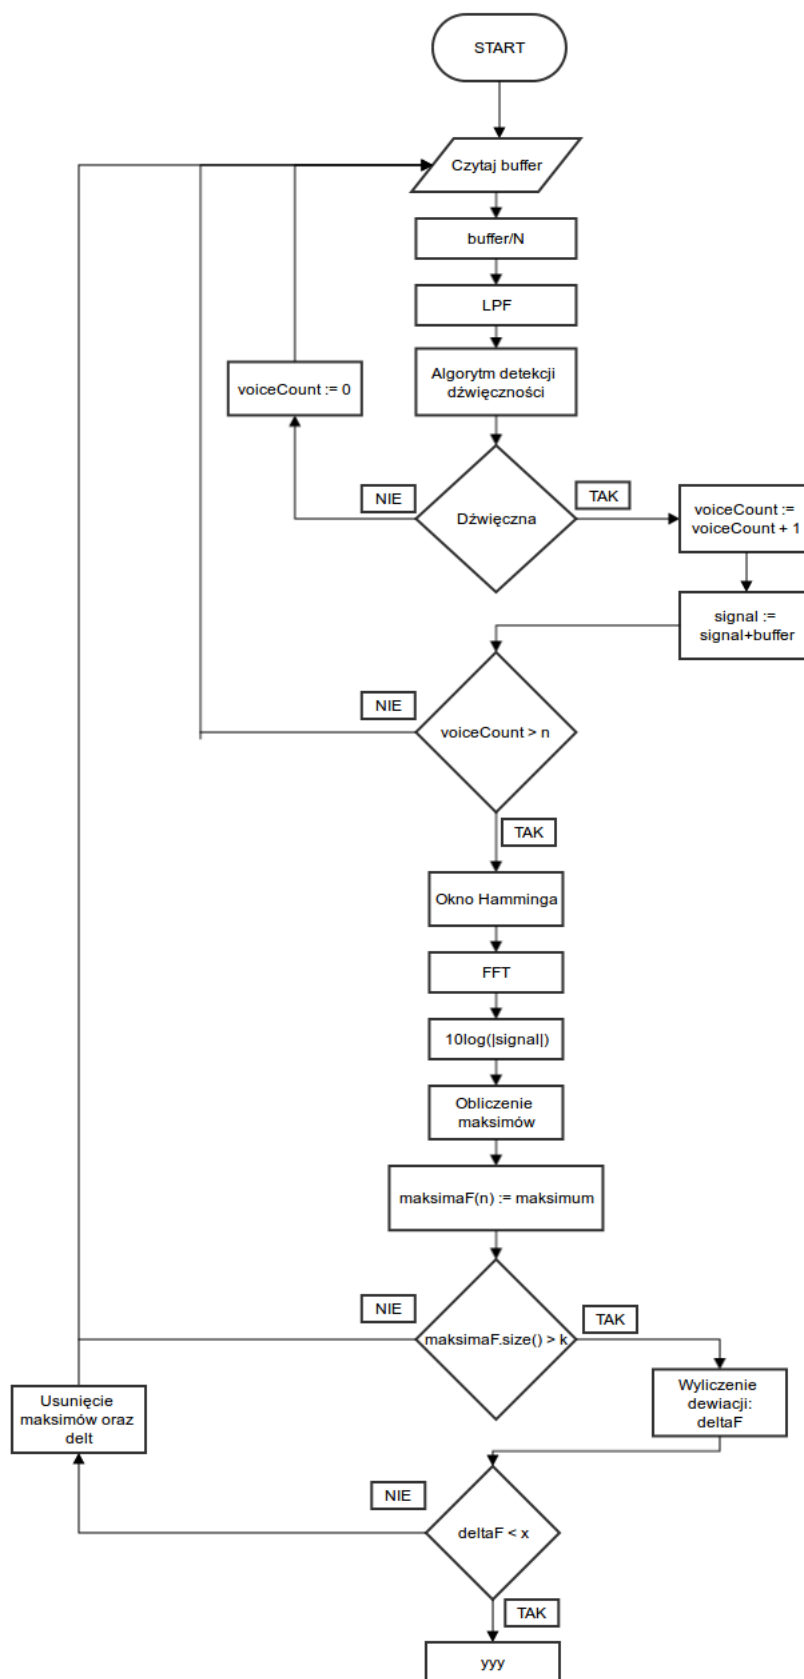 START
Czytaj buffer
buffer/N
LPF
Algorytm detekcji
dźwięczności
voiceCount := 0
NIE
TAK
Dźwięczna
voiceCount :=
voiceCount + 1
signal :=
signal+buffer
NIE
voiceCount > n
TAK
Okno Hamminga
FFT
10log(|signal|)
Obliczenie
maksimów
maksimaF(n) := maksimum
NIE
TAK
maksimaF.size() > k
Wyliczenie
dewiacji:
deltaF
Usunięcie
maksimów oraz
delt
NIE
deltaF < x
TAK
yyy